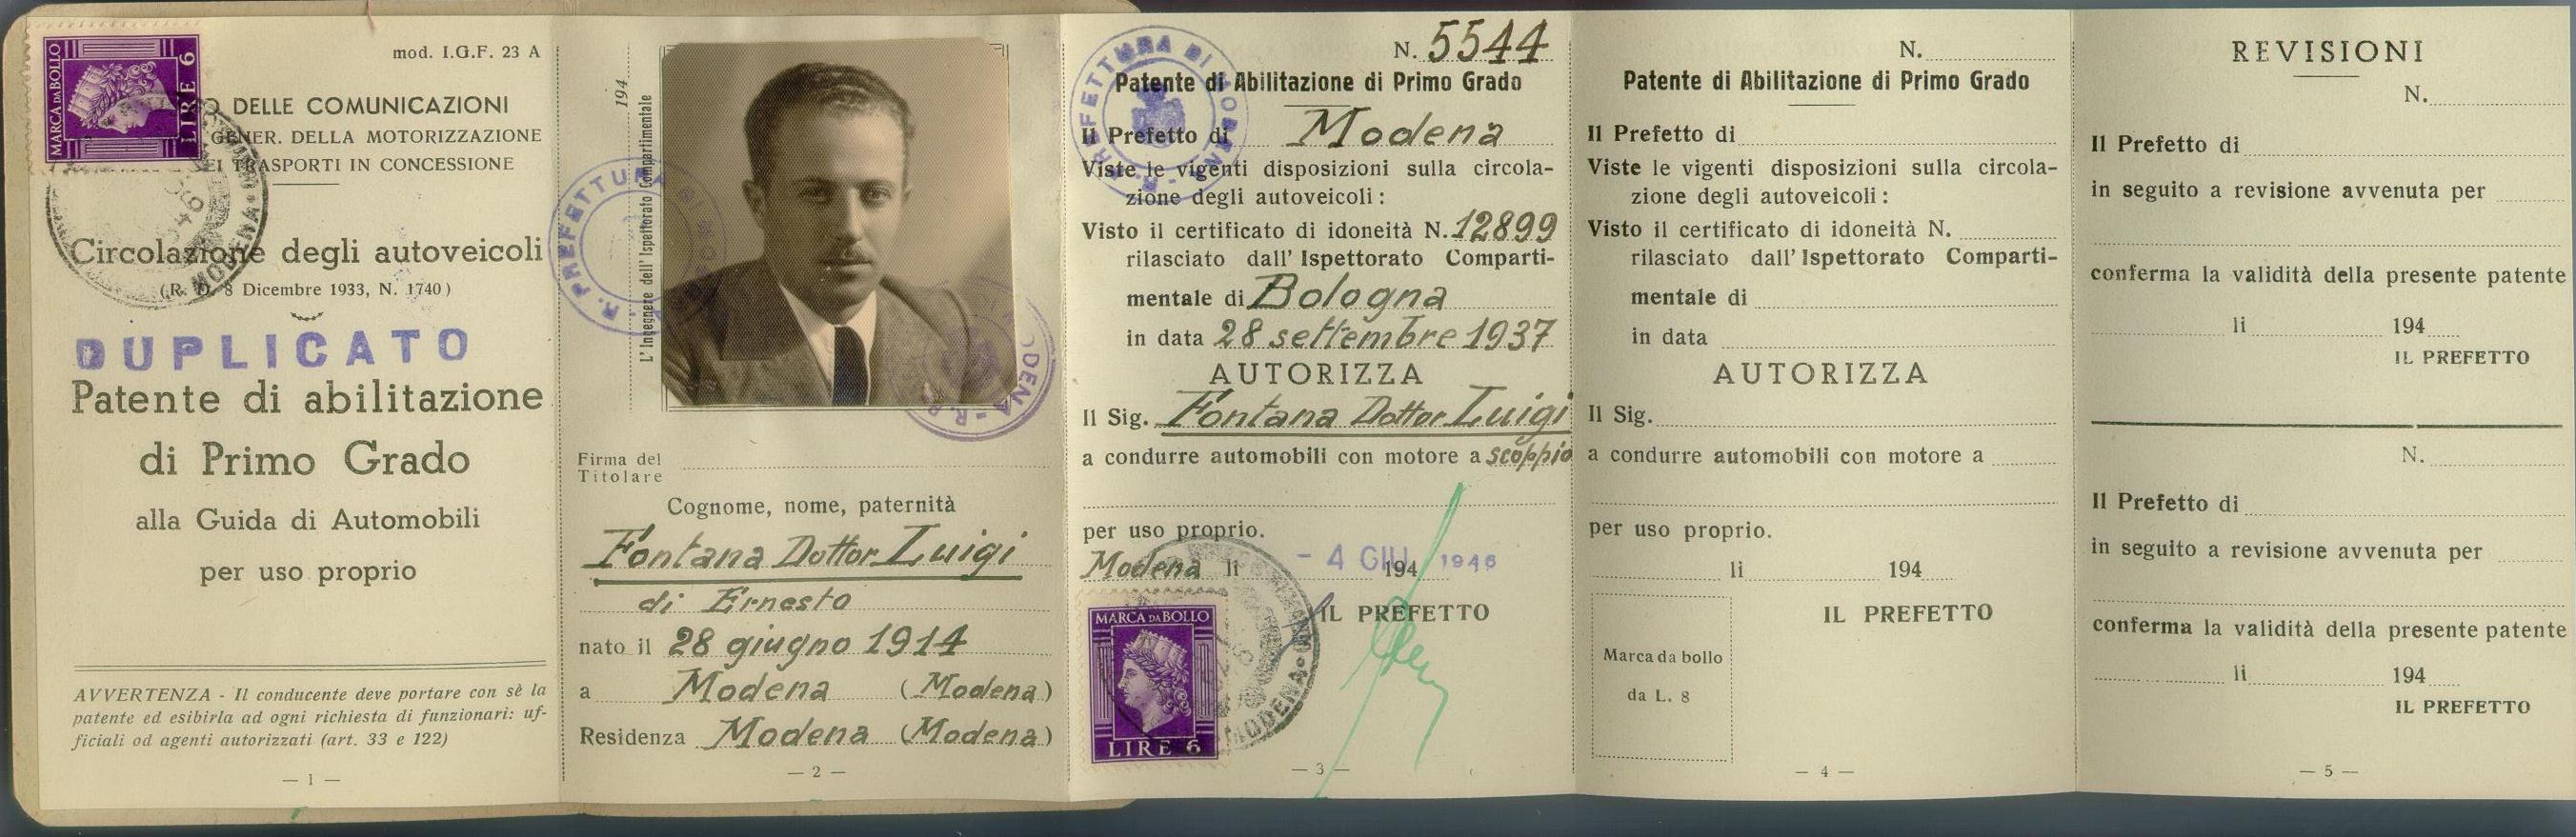 MARCA DA BOLLO
LIRE 6
mod. I.G.F. 23 A
DELLE COMUNICAZIONI
GENER. DELLA MOTORIZZAZIONE
EI TRASPORTI IN CONCESSIONE
MODENA
Circolazione degli autoveicoli
(R. D. 8 Dicembre 1933, N. 1740)
DUPLICATO
Patente di abilitazione
di Primo Grado
alla Guida di Automobili
per uso proprio
AVVERTENZA - Il conducente deve portare con sè la
patente ed esibirla ad ogni richiesta di funzionari: uf-
ficiali od agenti autorizzati (art. 33 e 122)
— 1 —
194
L'Ingegnere dell'Ispettorato Compartimentale
R. PREFETTURA
Firma del
Titolare
Cognome, nome, paternità
Fontana Dottor Luigi
di Ernesto
nato il 28 giugno 1914
a Modena (Modena)
Residenza Modena (Modena)
— 2 —
R. PREFETTURA DI MODENA
N. 5544
Patente di Abilitazione di Primo Grado
Il Prefetto di Modena
Viste le vigenti disposizioni sulla circola-
zione degli autoveicoli:
Visto il certificato di idoneità N. 12899
rilasciato dall'Ispettorato Comparti-
mentale di Bologna
in data 28 settembre 1937
AUTORIZZA
Il Sig. Fontana Dottor Luigi
a condurre automobili con motore a scoppio
per uso proprio.
Modena li - 4 GIU. 1946 194
IL PREFETTO
MARCA DA BOLLO
LIRE 6
MODENA
— 3 —
N.
Patente di Abilitazione di Primo Grado
Il Prefetto di
Viste le vigenti disposizioni sulla circola-
zione degli autoveicoli:
Visto il certificato di idoneità N.
rilasciato dall'Ispettorato Comparti-
mentale di
in data
AUTORIZZA
Il Sig.
a condurre automobili con motore a
per uso proprio.
li 194
IL PREFETTO
Marca da bollo
da L. 8
— 4 —
REVISIONI
N.
Il Prefetto di
in seguito a revisione avvenuta per
conferma la validità della presente patente
li 194
IL PREFETTO
N.
Il Prefetto di
in seguito a revisione avvenuta per
conferma la validità della presente patente
li 194
IL PREFETTO
— 5 —